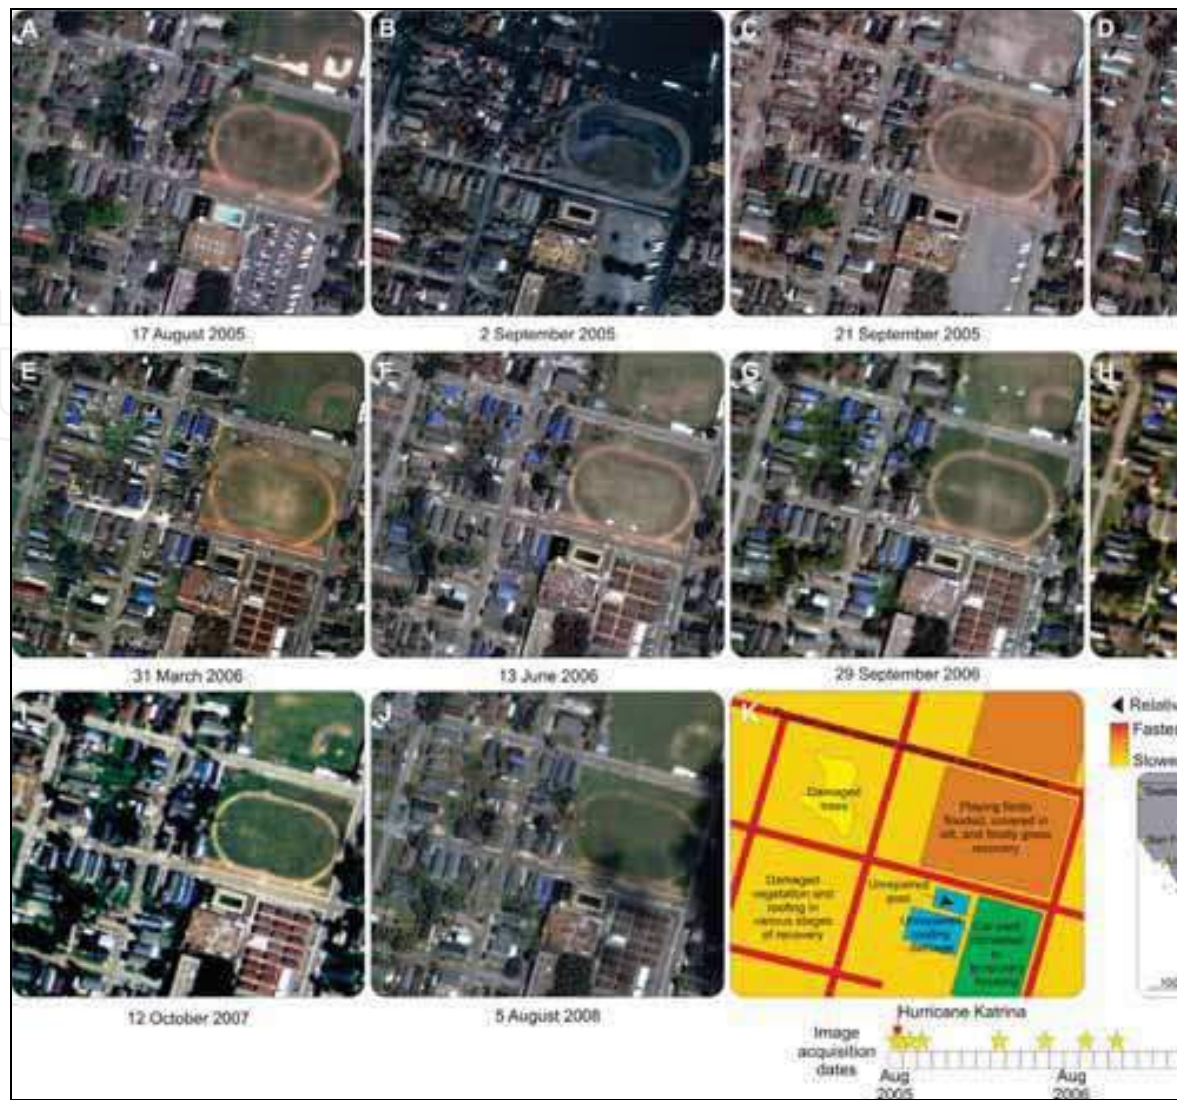 A
B
C
D
17 August 2005
2 September 2005
21 September 2005
E
F
G
H
31 March 2006
13 June 2006
29 September 2006
I
J
K
Relativ
Faster
Slowe
Damaged
trees
Playing fields
flooded, covered in
silt, and finally grass
recovery
Damaged
vegetation and
roofing in
various stages
of recovery
Unrepaired
pool
roofing
Car park
converted
to
temporary
housing
100
12 October 2007
5 August 2008
Hurricane Katrina
Image
acquisition
dates
Aug
2005
Aug
2006